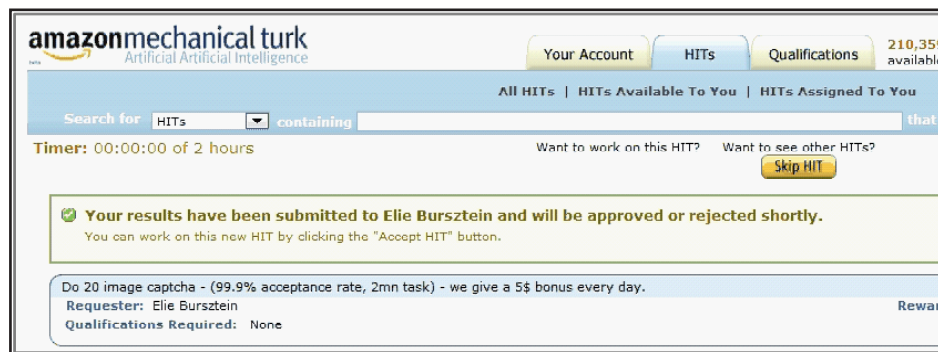 amazonmechanical turk
Artificial Artificial Intelligence
Your Account
HITs
Qualifications
210,359
available
All HITs | HITs Available To You | HITs Assigned To You
Search for HITs containing that
Timer: 00:00:00 of 2 hours
Want to work on this HIT? Want to see other HITs?
Skip HIT
Your results have been submitted to Elie Bursztein and will be approved or rejected shortly.
You can work on this new HIT by clicking the "Accept HIT" button.
Do 20 image captcha - (99.9% acceptance rate, 2mn task) - we give a 5$ bonus every day.
Requester: Elie Bursztein Rewar
Qualifications Required: None